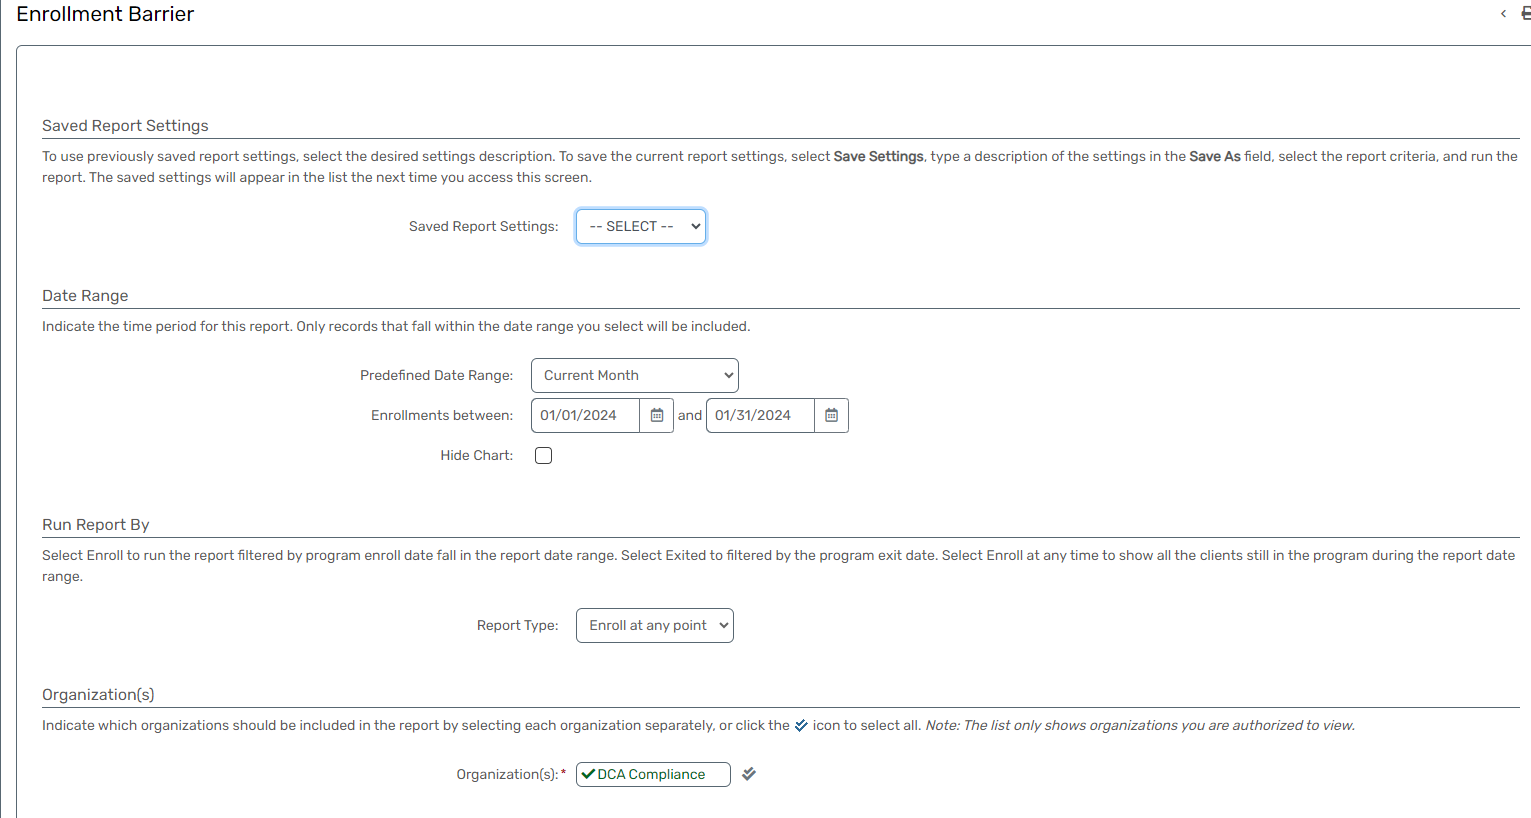 Enrollment Barrier
Saved Report Settings
To use previously saved report settings, select the desired settings description. To save the current report settings, select Save Settings, type a description of the settings in the Save As field, select the report criteria, and run the
report. The saved settings will appear in the list the next time you access this screen.
Saved Report Settings: -- SELECT --
Date Range
Indicate the time period for this report. Only records that fall within the date range you select will be included.
Predefined Date Range: Current Month
Enrollments between: 01/01/2024 and 01/31/2024
Hide Chart:
Run Report By
Select Enroll to run the report filtered by program enroll date fall in the report date range. Select Exited to filtered by the program exit date. Select Enroll at any time to show all the clients still in the program during the report date
range.
Report Type: Enroll at any point
Organization(s)
Indicate which organizations should be included in the report by selecting each organization separately, or click the icon to select all. Note: The list only shows organizations you are authorized to view.
Organization(s):* DCA Compliance